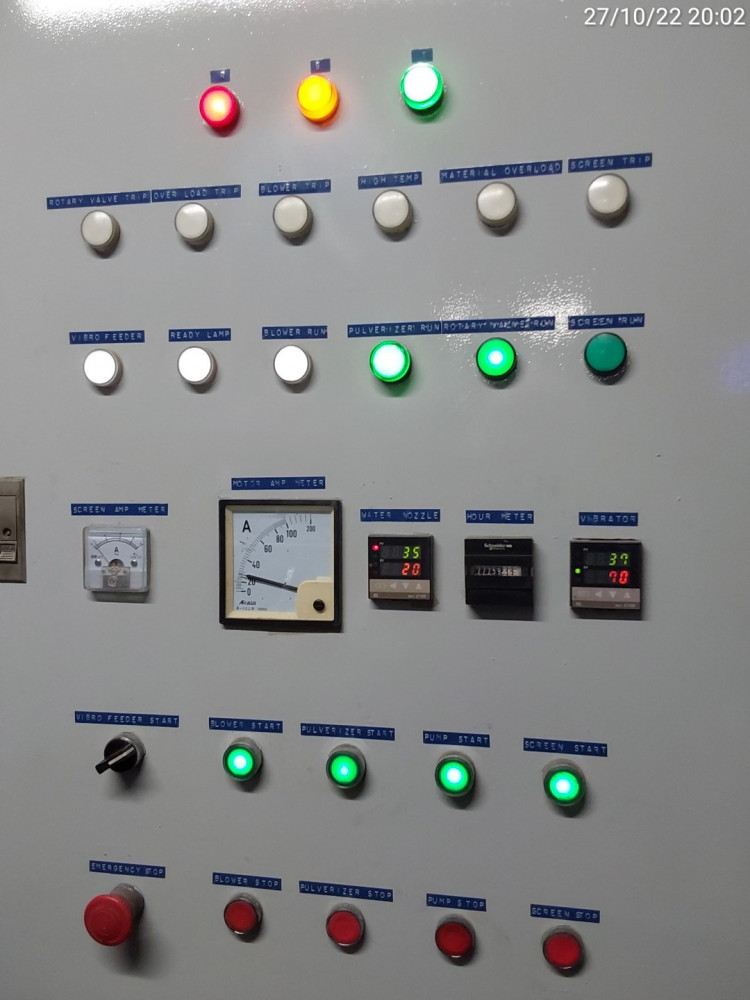 27/10/22 20:02
R
Y
ROTARY VALVE TRIP
OVER LOAD TRIP
BLOWER TRIP
HIGH TEMP
MATERIAL OVERLOAD
SCREEN TRIP
VIBRO FEEDER
READY LAMP
BLOWER RUN
PULVERIZER RUN
SCREEN RUN
SCREEN AMP METER
MOTOR AMP METER
WATER NOZZLE
HOUR METER
VIBRATOR
A
A
0
20
40
60
80
100
200
35
20
Schneider
37
70
VIBRO FEEDER START
BLOWER START
PULVERIZER START
PUMP START
SCREEN START
EMERGENCY STOP
BLOWER STOP
PULVERIZER STOP
PUMP STOP
SCREEN STOP